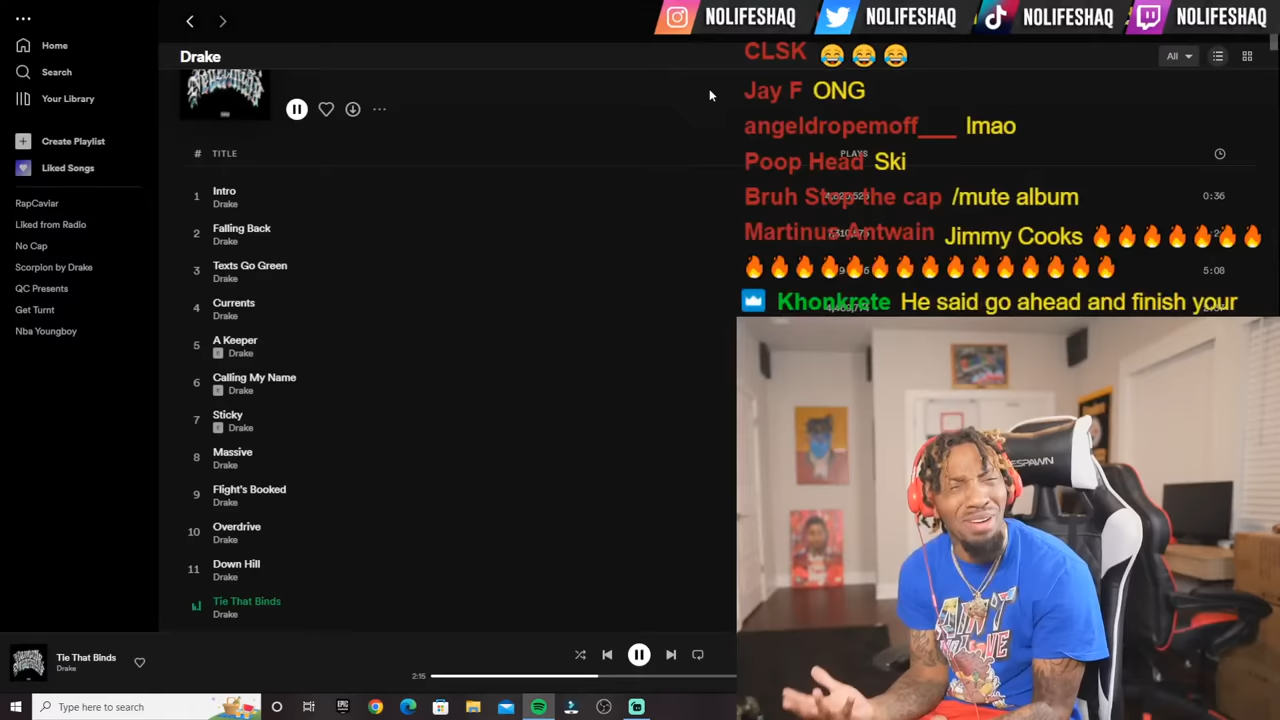 NOLIFESHAQ NOLIFESHAQ NOLIFESHAQ NOLIFESHAQ
Home
Search
Your Library
Create Playlist
Liked Songs
RapCaviar
Liked from Radio
No Cap
Scorpion by Drake
QC Presents
Get Turnt
Nba Youngboy
Drake
All
# TITLE PLAYS
1 Intro 0:36
Drake
2 Falling Back
Drake
3 Texts Go Green 5:08
Drake
4 Currents
Drake
5 A Keeper
E Drake
6 Calling My Name
E Drake
7 Sticky
E Drake
8 Massive
Drake
9 Flight's Booked
Drake
10 Overdrive
Drake
11 Down Hill
Drake
Tie That Binds
Drake
CLSK 😂😂😂
Jay F ONG
angeldropemoff___ lmao
Poop Head Ski
Bruh Stop the cap /mute album
Martinus Antwain Jimmy Cooks 🔥🔥🔥🔥🔥🔥🔥
🔥🔥🔥🔥🔥🔥🔥🔥🔥🔥🔥🔥🔥🔥🔥
Khonkrete He said go ahead and finish your
AIN'T
Tie That Binds
Drake
2:15
Type here to search